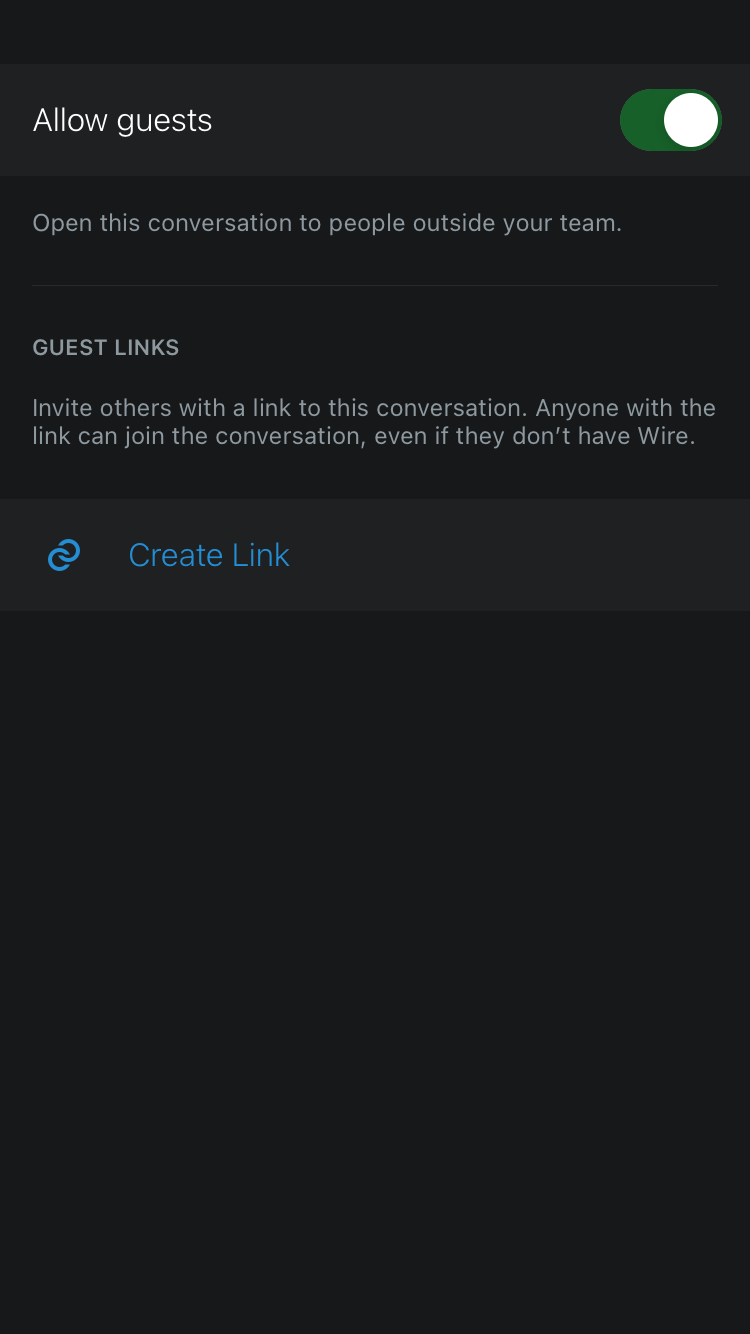 Allow guests
Open this conversation to people outside your team.
GUEST LINKS
Invite others with a link to this conversation. Anyone with the
link can join the conversation, even if they don’t have Wire.
Create Link